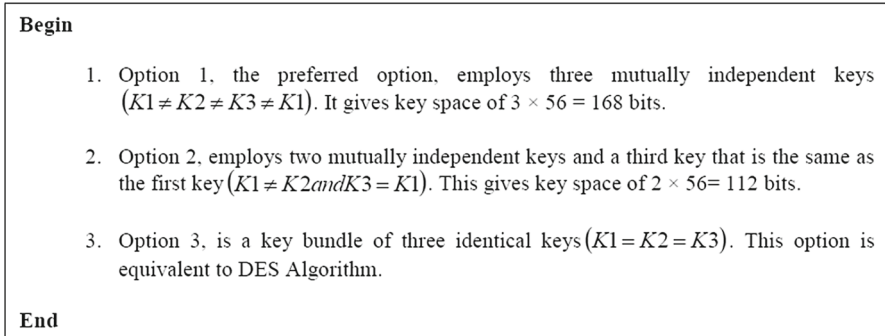 Begin
1. Option 1, the preferred option, employs three mutually independent keys
(K1 ≠ K2 ≠ K3 ≠ K1). It gives key space of 3 × 56 = 168 bits.
2. Option 2, employs two mutually independent keys and a third key that is the same as
the first key (K1 ≠ K2andK3 = K1). This gives key space of 2 × 56= 112 bits.
3. Option 3, is a key bundle of three identical keys (K1 = K2 = K3). This option is
equivalent to DES Algorithm.
End